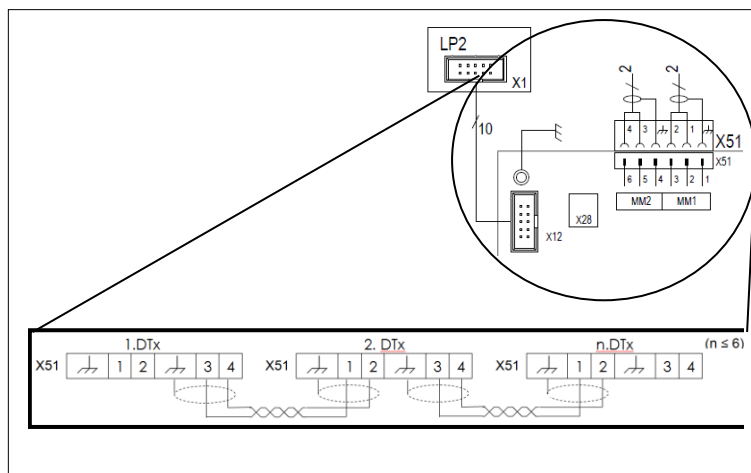 LP2
X1
10
2 2
4 3 2 1
X51
X51
6 5 4 3 2 1
MM2 MM1
X28
X12
1.DTx 2. DTx n.DTx (n ≤ 6)
X51 1 2 3 4 X51 1 2 3 4 X51 1 2 3 4